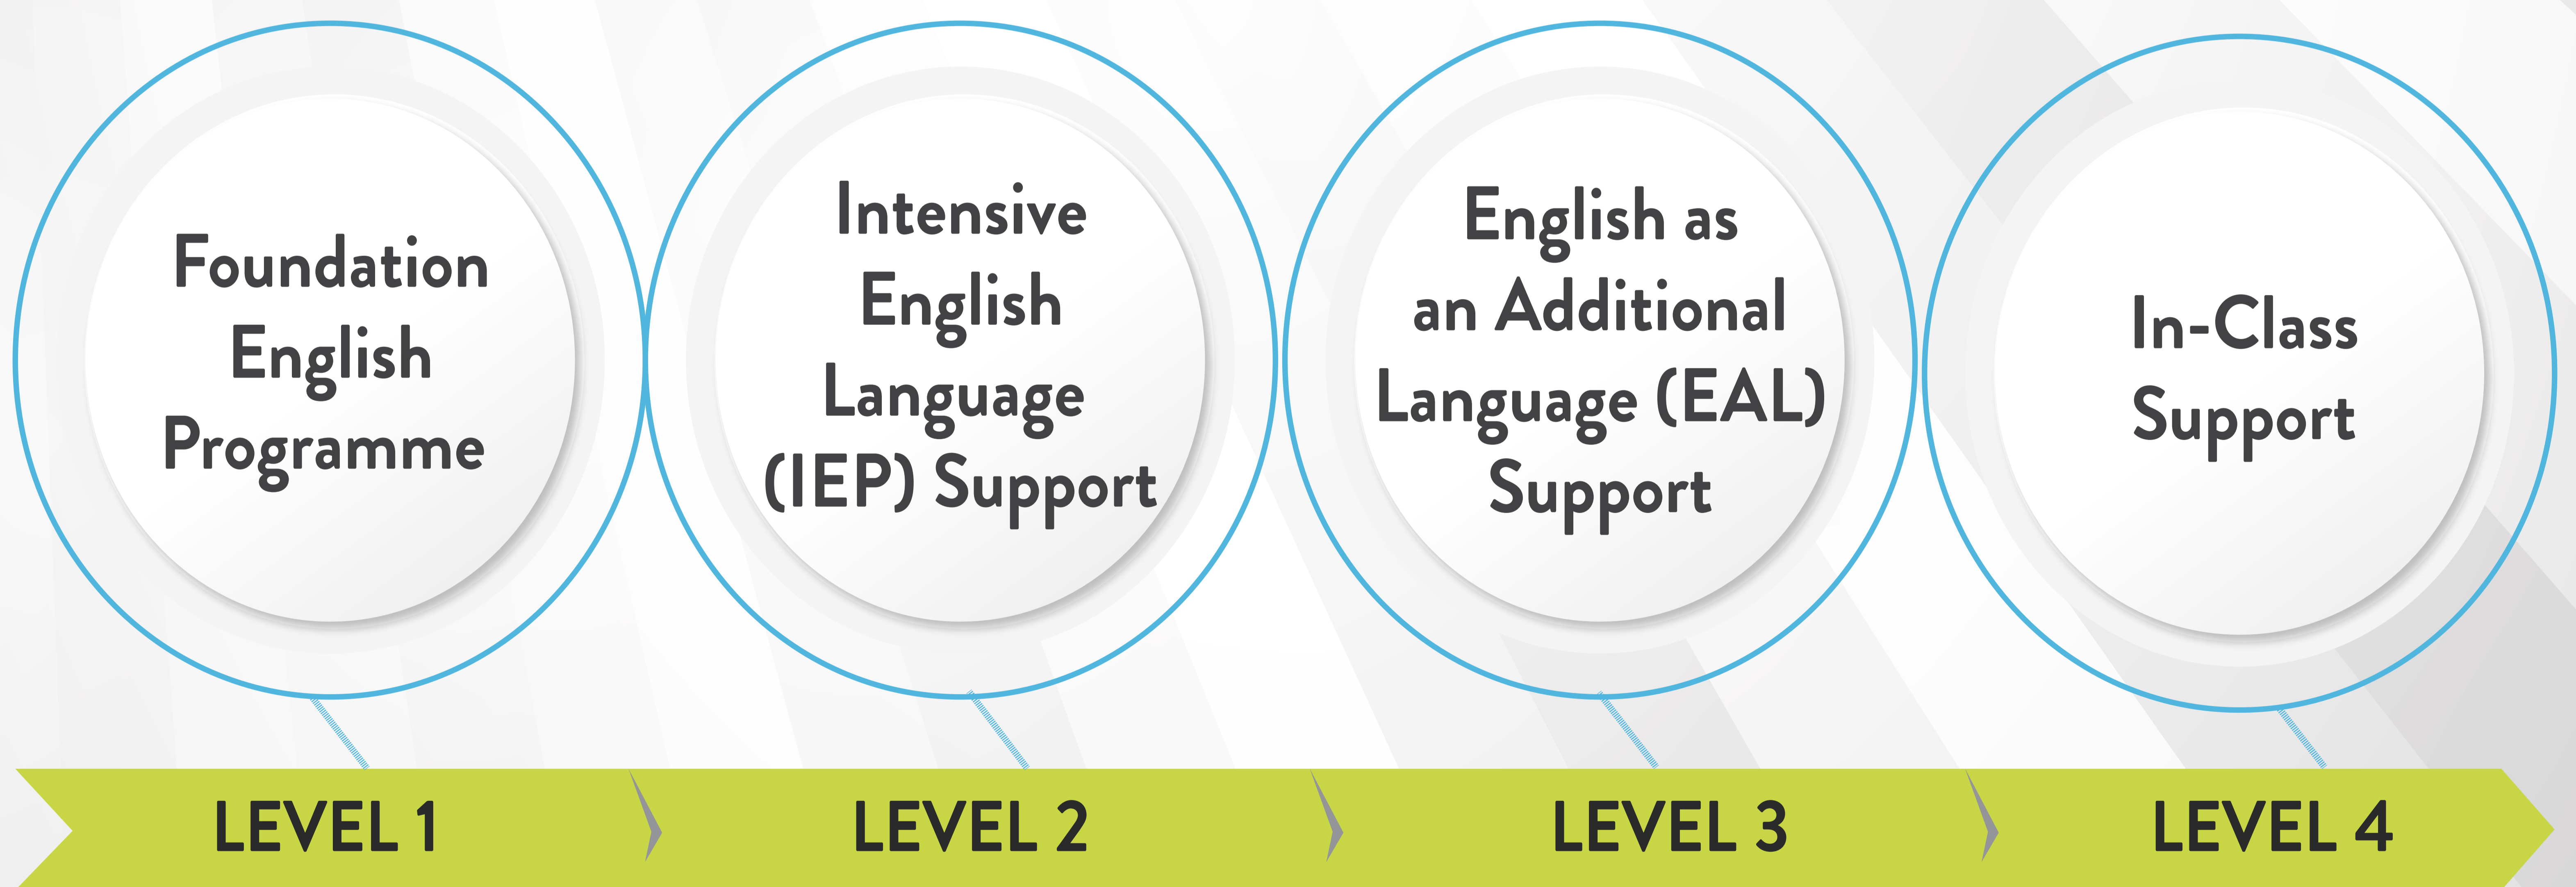 Foundation
English
Programme
Intensive
English
Language
(IEP) Support
English as
an Additional
Language (EAL)
Support
In-Class
Support
LEVEL 1
LEVEL 2
LEVEL 3
LEVEL 4